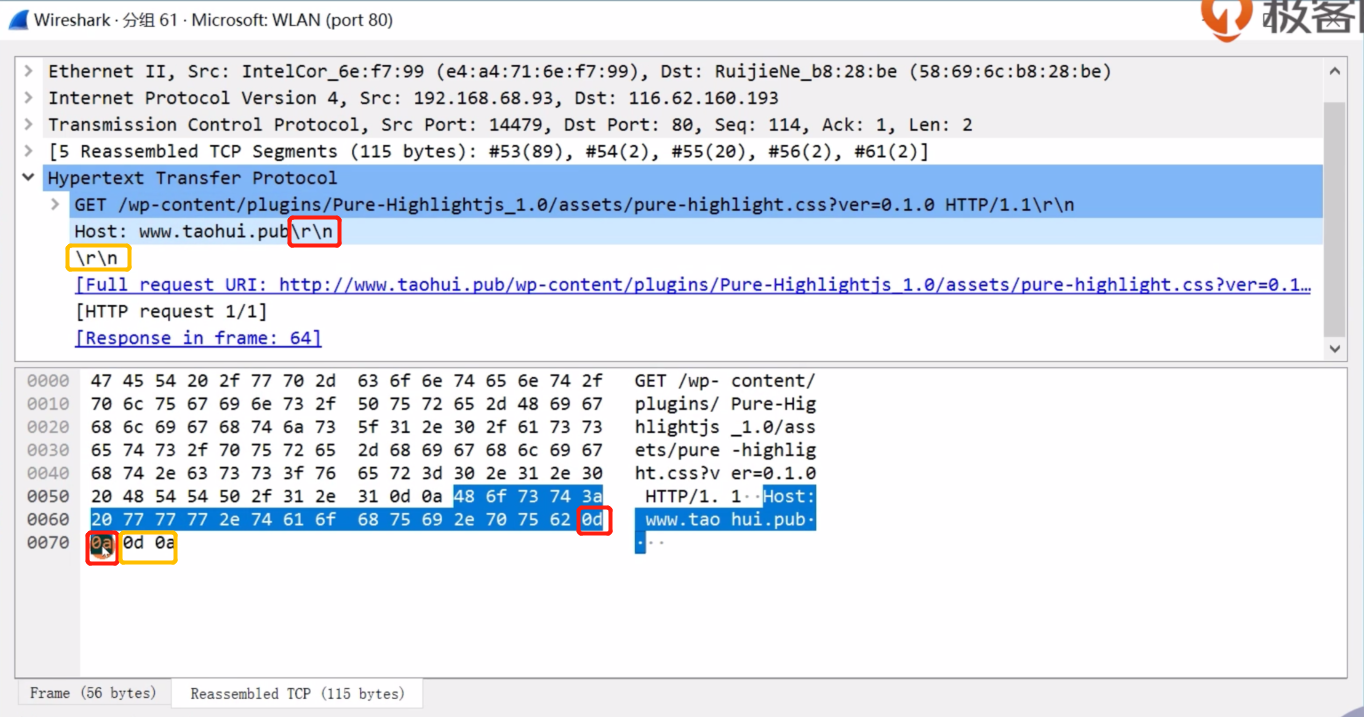 Wireshark · 分组 61 · Microsoft: WLAN (port 80)
极客
Ethernet II, Src: IntelCor_6e:f7:99 (e4:a4:71:6e:f7:99), Dst: RuijieNe_b8:28:be (58:69:6c:b8:28:be)
Internet Protocol Version 4, Src: 192.168.68.93, Dst: 116.62.160.193
Transmission Control Protocol, Src Port: 14479, Dst Port: 80, Seq: 114, Ack: 1, Len: 2
[5 Reassembled TCP Segments (115 bytes): #53(89), #54(2), #55(20), #56(2), #61(2)]
Hypertext Transfer Protocol
GET /wp-content/plugins/Pure-Highlightjs_1.0/assets/pure-highlight.css?ver=0.1.0 HTTP/1.1\r\n
Host: www.taohui.pub\r\n
\r\n
[Full request URI: http://www.taohui.pub/wp-content/plugins/Pure-Highlightjs_1.0/assets/pure-highlight.css?ver=0.1…
[HTTP request 1/1]
[Response in frame: 64]
0000 47 45 54 20 2f 77 70 2d 63 6f 6e 74 65 6e 74 2f GET /wp- content/
0010 70 6c 75 67 69 6e 73 2f 50 75 72 65 2d 48 69 67 plugins/ Pure-Hig
0020 68 6c 69 67 68 74 6a 73 5f 31 2e 30 2f 61 73 73 hlightjs _1.0/ass
0030 65 74 73 2f 70 75 72 65 2d 68 69 67 68 6c 69 67 ets/pure -highlig
0040 68 74 2e 63 73 73 3f 76 65 72 3d 30 2e 31 2e 30 ht.css?v er=0.1.0
0050 20 48 54 54 50 2f 31 2e 31 0d 0a 48 6f 73 74 3a HTTP/1. 1··Host:
0060 20 77 77 77 2e 74 61 6f 68 75 69 2e 70 75 62 0d www.tao hui.pub·
0070 0a 0d 0a ···
Frame (56 bytes) Reassembled TCP (115 bytes)